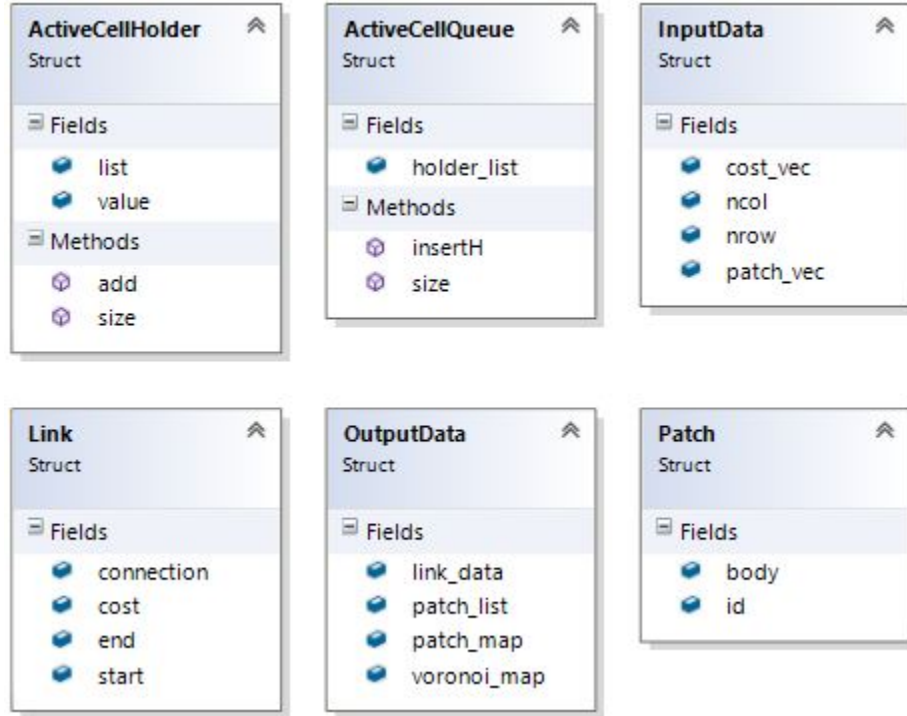 ActiveCellHolder
Struct
Fields
list
value
Methods
add
size
ActiveCellQueue
Struct
Fields
holder_list
Methods
insertH
size
InputData
Struct
Fields
cost_vec
ncol
nrow
patch_vec
Link
Struct
Fields
connection
cost
end
start
OutputData
Struct
Fields
link_data
patch_list
patch_map
voronoi_map
Patch
Struct
Fields
body
id